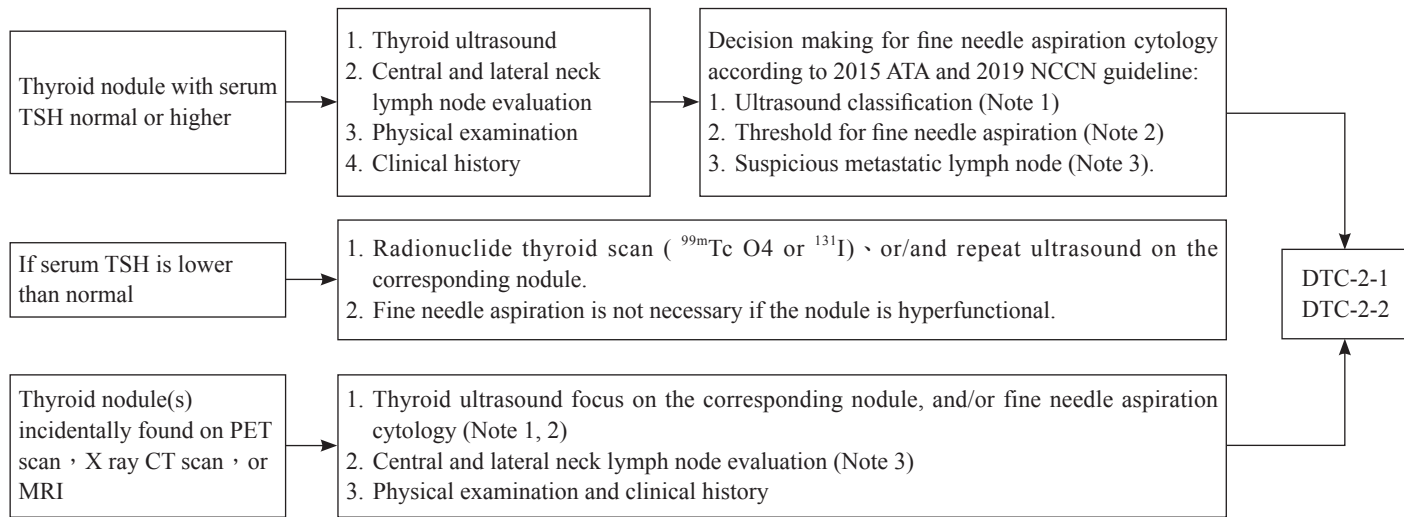 Thyroid nodule with serum
TSH normal or higher
1. Thyroid ultrasound
2. Central and lateral neck
lymph node evaluation
3. Physical examination
4. Clinical history
Decision making for fine needle aspiration cytology
according to 2015 ATA and 2019 NCCN guideline:
1. Ultrasound classification (Note 1)
2. Threshold for fine needle aspiration (Note 2)
3. Suspicious metastatic lymph node (Note 3).
If serum TSH is lower
than normal
1. Radionuclide thyroid scan ( ⁹⁹ᵐTc O4 or ¹³¹I)、or/and repeat ultrasound on the
corresponding nodule.
2. Fine needle aspiration is not necessary if the nodule is hyperfunctional.
DTC-2-1
DTC-2-2
Thyroid nodule(s)
incidentally found on PET
scan,X ray CT scan,or
MRI
1. Thyroid ultrasound focus on the corresponding nodule, and/or fine needle aspiration
cytology (Note 1, 2)
2. Central and lateral neck lymph node evaluation (Note 3)
3. Physical examination and clinical history